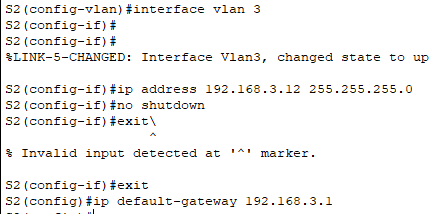 S2(config-vlan)#interface vlan 3
S2(config-if)#
S2(config-if)#
%LINK-5-CHANGED: Interface Vlan3, changed state to up
S2(config-if)#ip address 192.168.3.12 255.255.255.0
S2(config-if)#no shutdown
S2(config-if)#exit\
^
% Invalid input detected at '^' marker.
S2(config-if)#exit
S2(config)#ip default-gateway 192.168.3.1